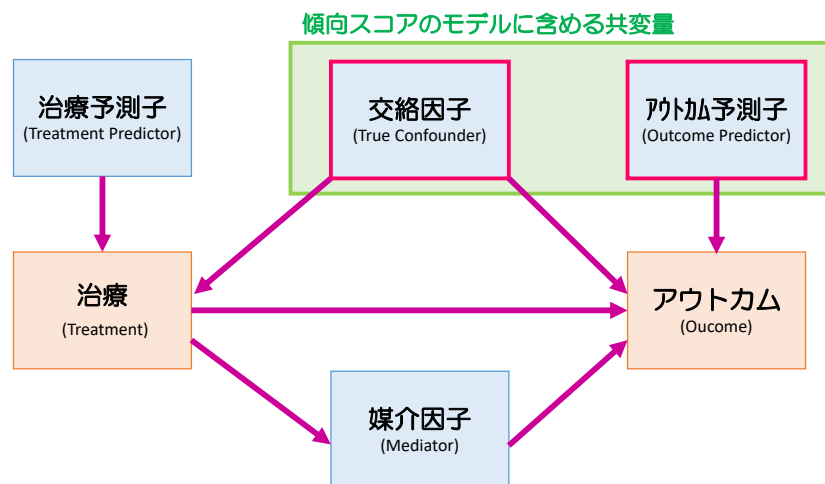 傾向スコアのモデルに含める共変量
治療予測子
(Treatment Predictor)
交絡因子
(True Confounder)
ｱｳﾄｶﾑ予測子
(Outcome Predictor)
治療
(Treatment)
アウトカム
(Oucome)
媒介因子
(Mediator)